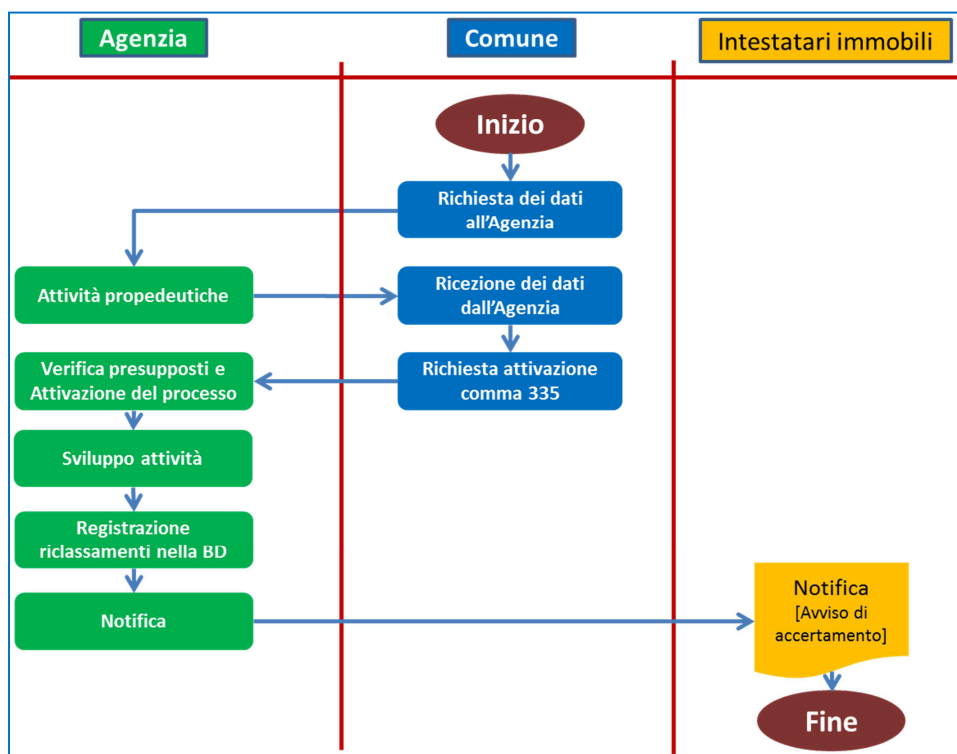 Agenzia
Comune
Intestatari immobili
Inizio
Richiesta dei dati
all’Agenzia
Attività propedeutiche
Ricezione dei dati
dall’Agenzia
Verifica presupposti e
Attivazione del processo
Richiesta attivazione
comma 335
Sviluppo attività
Registrazione
riclassamenti nella BD
Notifica
Notifica
[Avviso di
accertamento]
Fine